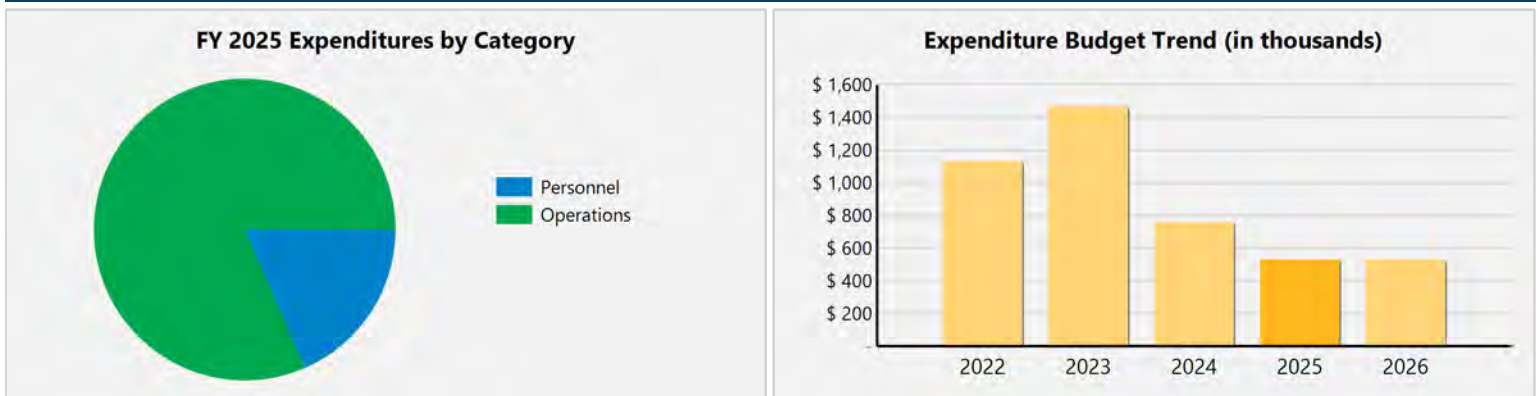 FY 2025 Expenditures by Category
Personnel
Operations
Expenditure Budget Trend (in thousands)
$ 1,600
$ 1,400
$ 1,200
$ 1,000
$ 800
$ 600
$ 400
$ 200
-
2022 2023 2024 2025 2026